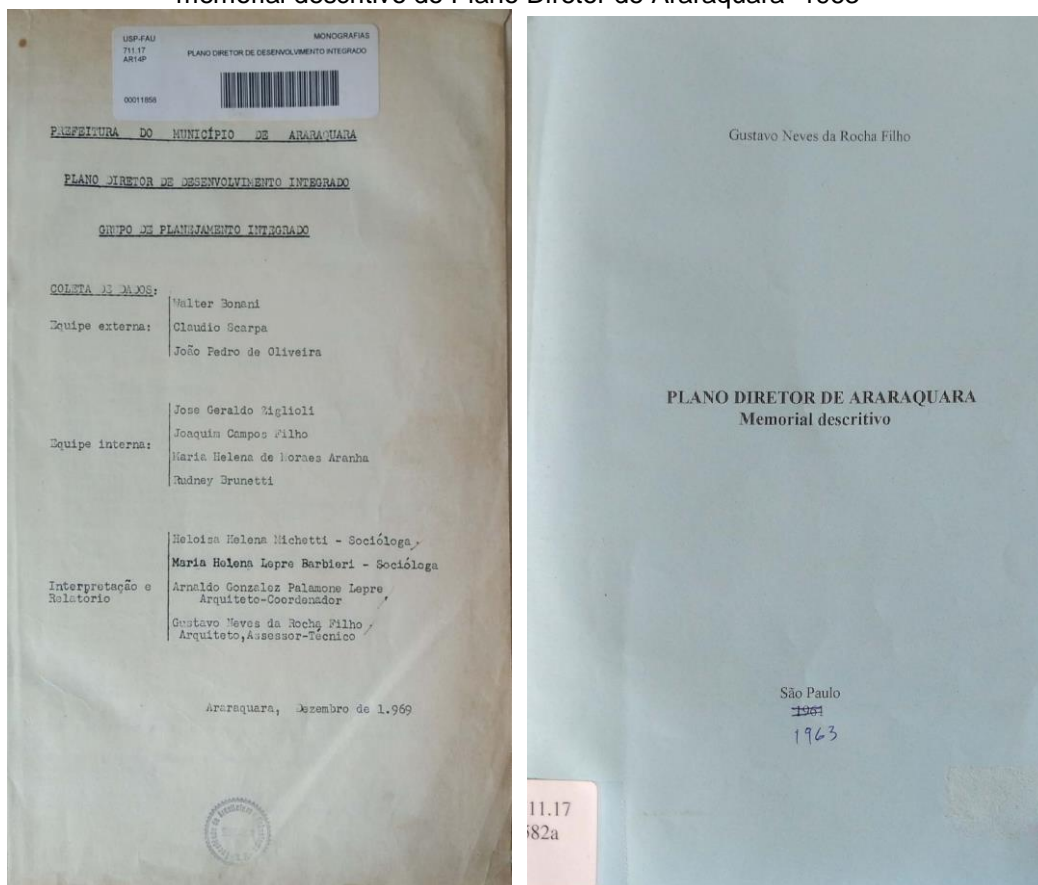 memorial descritivo do Plano Diretor de Araraquara-
USP-FAU
MONOGRAFIAS
711.17
AR14P
PLANO DIRETOR DE DESENVOLVIMENTO INTEGRADO
00011858
PREFEITURA DO MUNICÍPIO DE ARARAQUARA
PLANO DIRETOR DE DESENVOLVIMENTO INTEGRADO
GRUPO DE PLANEJAMENTO INTEGRADO
COLETA DE DADOS:
Equipe externa:
Walter Bonani
Claudio Scarpa
João Pedro de Oliveira
Equipe interna:
Jose Geraldo
Joaquim Campos Filho
Maria Helena de Moraes Aranha
Rudney Brunetti
Interpretação e
Relatorio
Heloisa Helena Michetti - Socióloga
Maria Helena Lepre Barbieri - Socióloga
Arnaldo Gonzalez Palamone Lepre
Arquiteto-Coordenador
Gustavo Neves da Rocha Filho
Arquiteto,Assessor-Técnico
Araraquara, Dezembro de 1.969
Gustavo Neves da Rocha Filho
PLANO DIRETOR DE ARARAQUARA
Memorial descritivo
São Paulo
1961
1963
11.17
582a